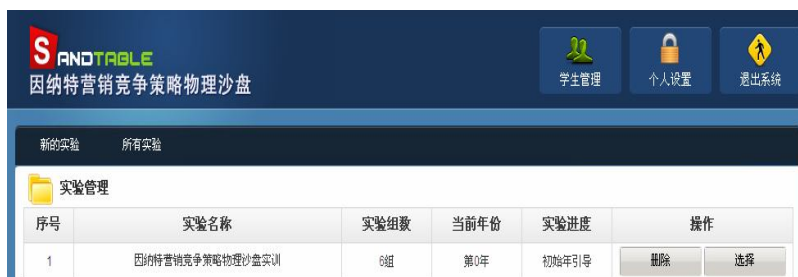 SANDTABLE
因纳特营销竞争策略物理沙盘
学生管理 个人设置 退出系统
新的实验 所有实验
实验管理
序号 实验名称 实验组数 当前年份 实验进度 操作
1 因纳特营销竞争策略物理沙盘实训 6组 第0年 初始年引导 删除 选择